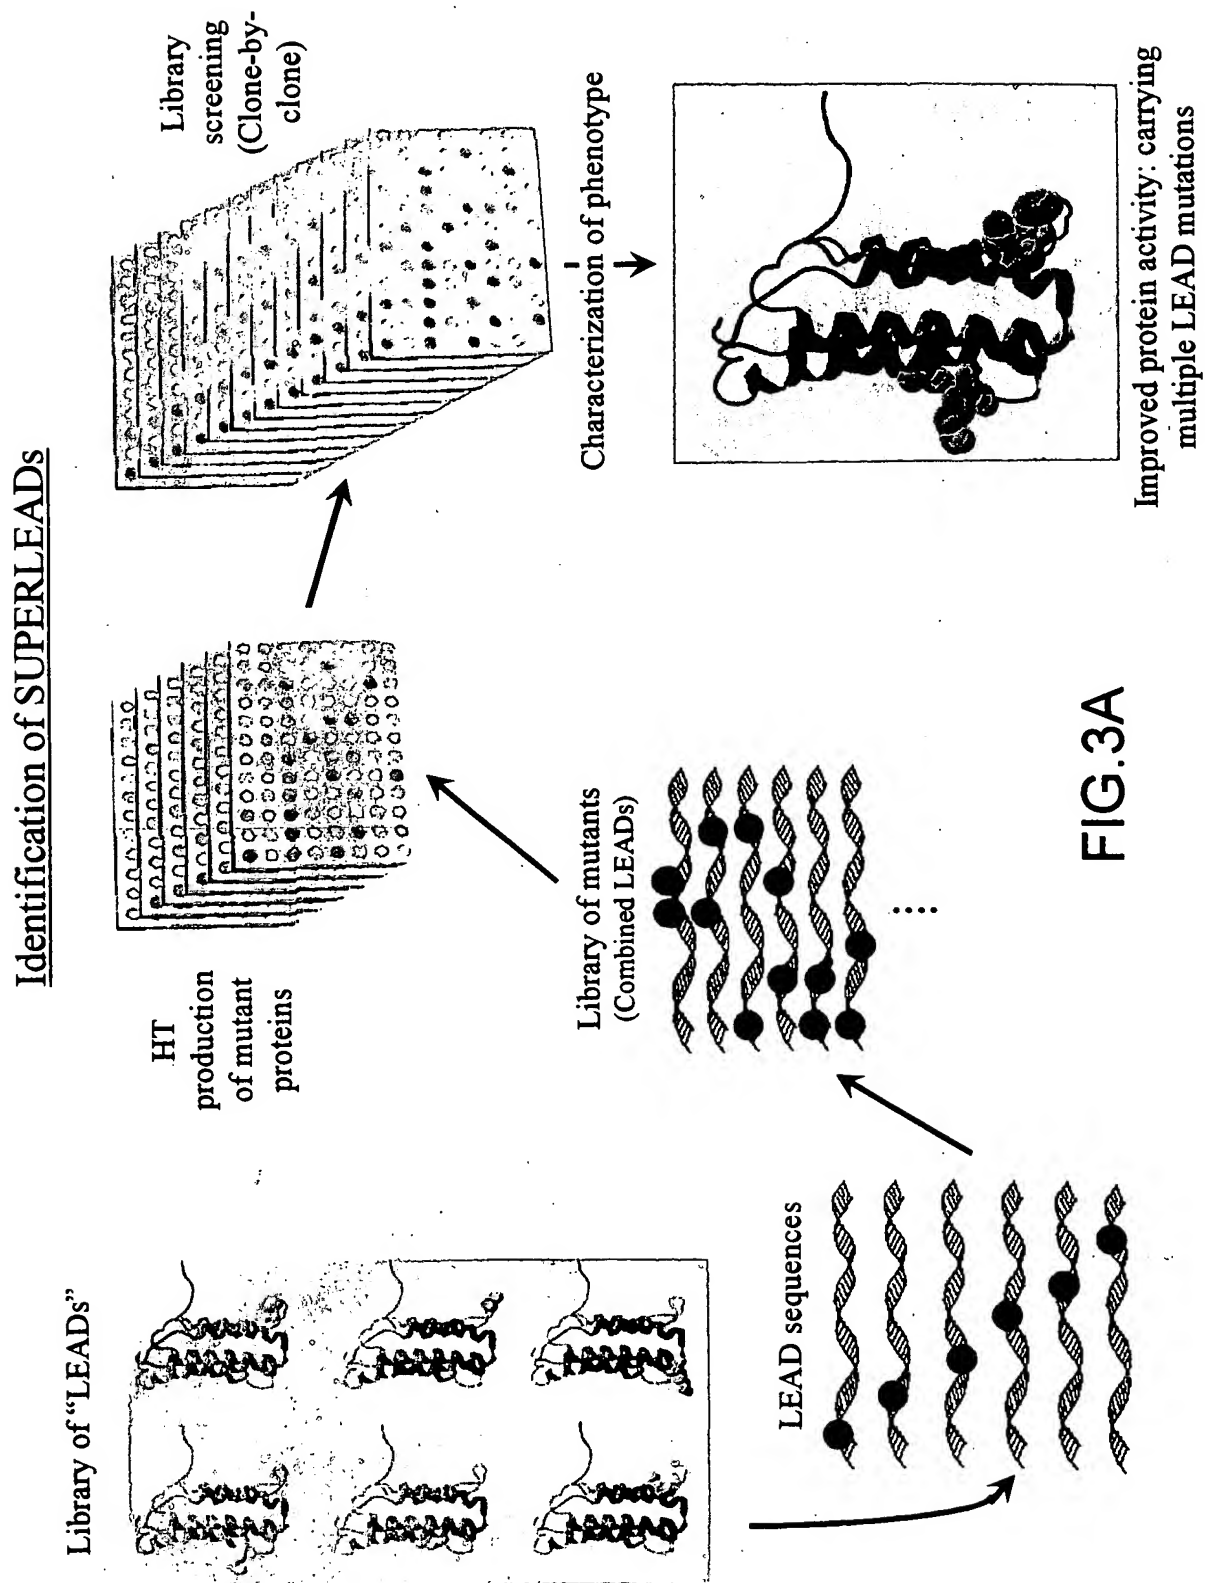 Identification of SUPERLEADs
Library of “LEADs”
LEAD sequences
Library of mutants
(Combined LEADs)
HT
production
of mutant
proteins
Library
screening
(Clone-by-
clone)
Characterization of phenotype
Improved protein activity: carrying
multiple LEAD mutations
FIG.3A